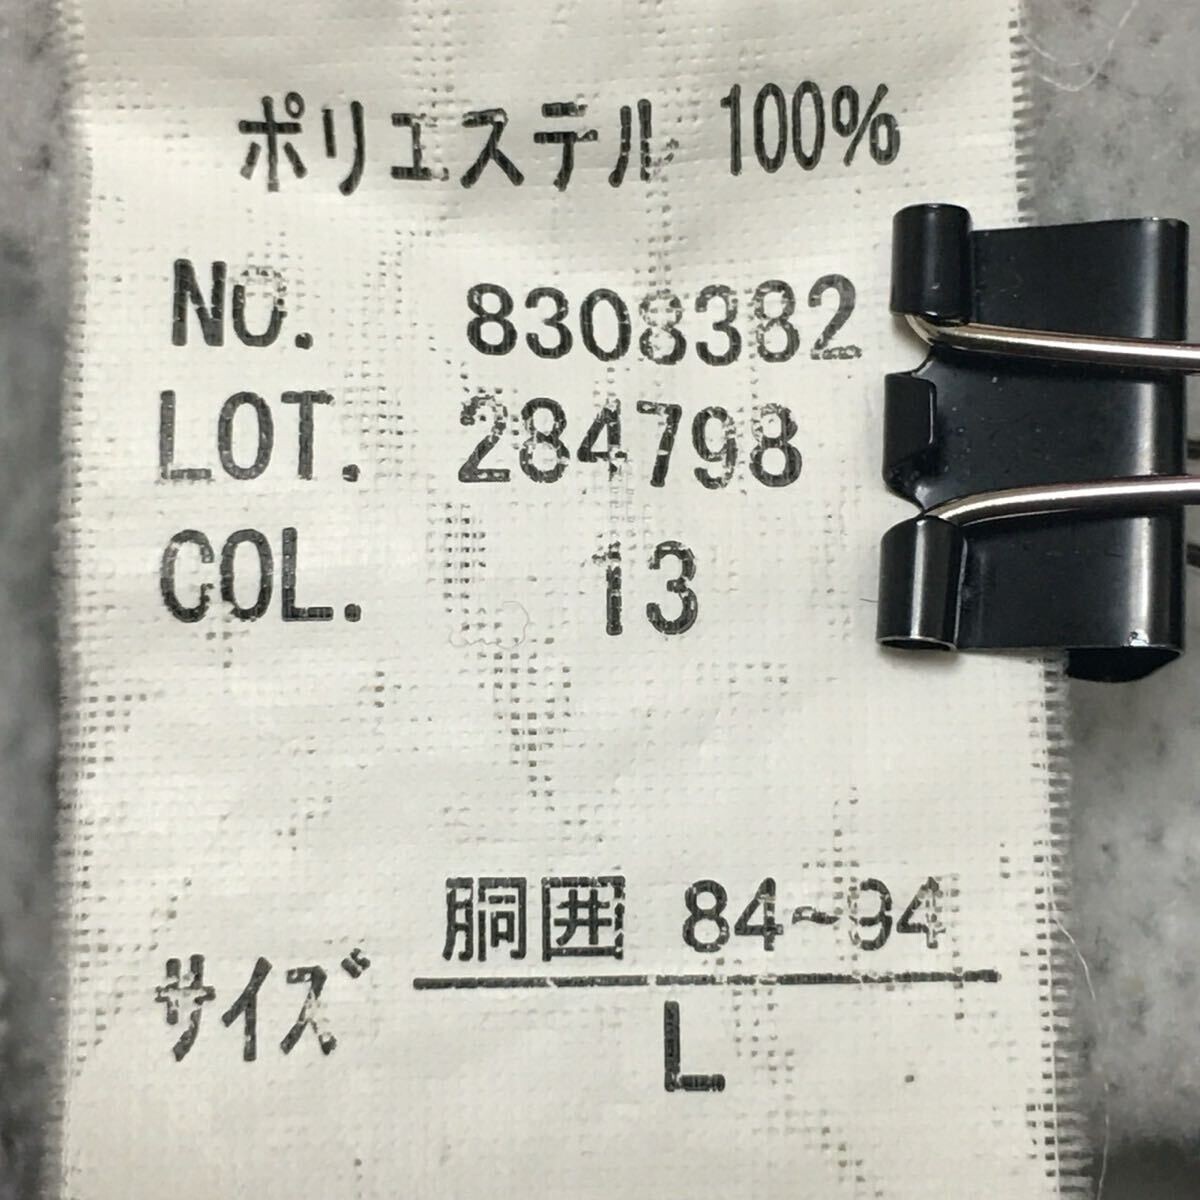 ポリエステル 100%
NO. 8308382
LOT. 284798
COL. 13
サイズ 胴囲 84~94
L